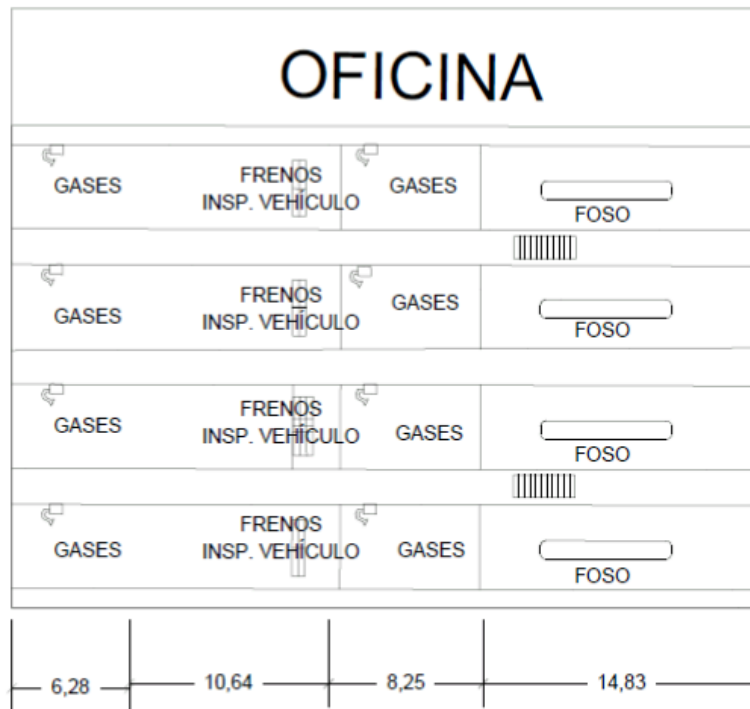 OFICINA
GASES
FRENOS
INSP. VEHÍCULO
GASES
FOSO
GASES
FRENOS
INSP. VEHÍCULO
GASES
FOSO
GASES
FRENOS
INSP. VEHÍCULO
GASES
FOSO
GASES
FRENOS
INSP. VEHÍCULO
GASES
FOSO
6,28 10,64 8,25 14,83